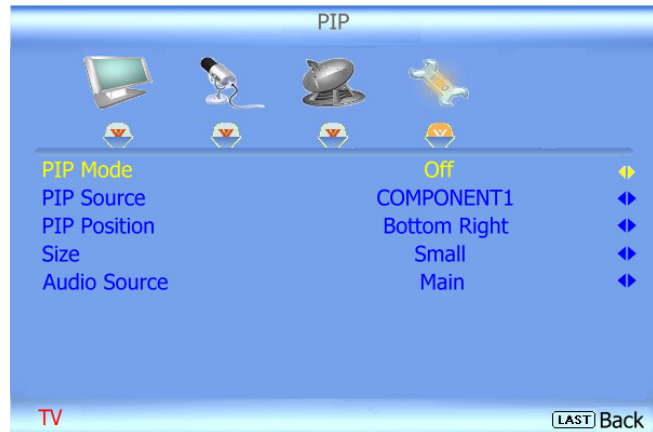 PIP
PIP Mode Off
PIP Source COMPONENT1
PIP Position Bottom Right
Size Small
Audio Source Main
TV LAST Back